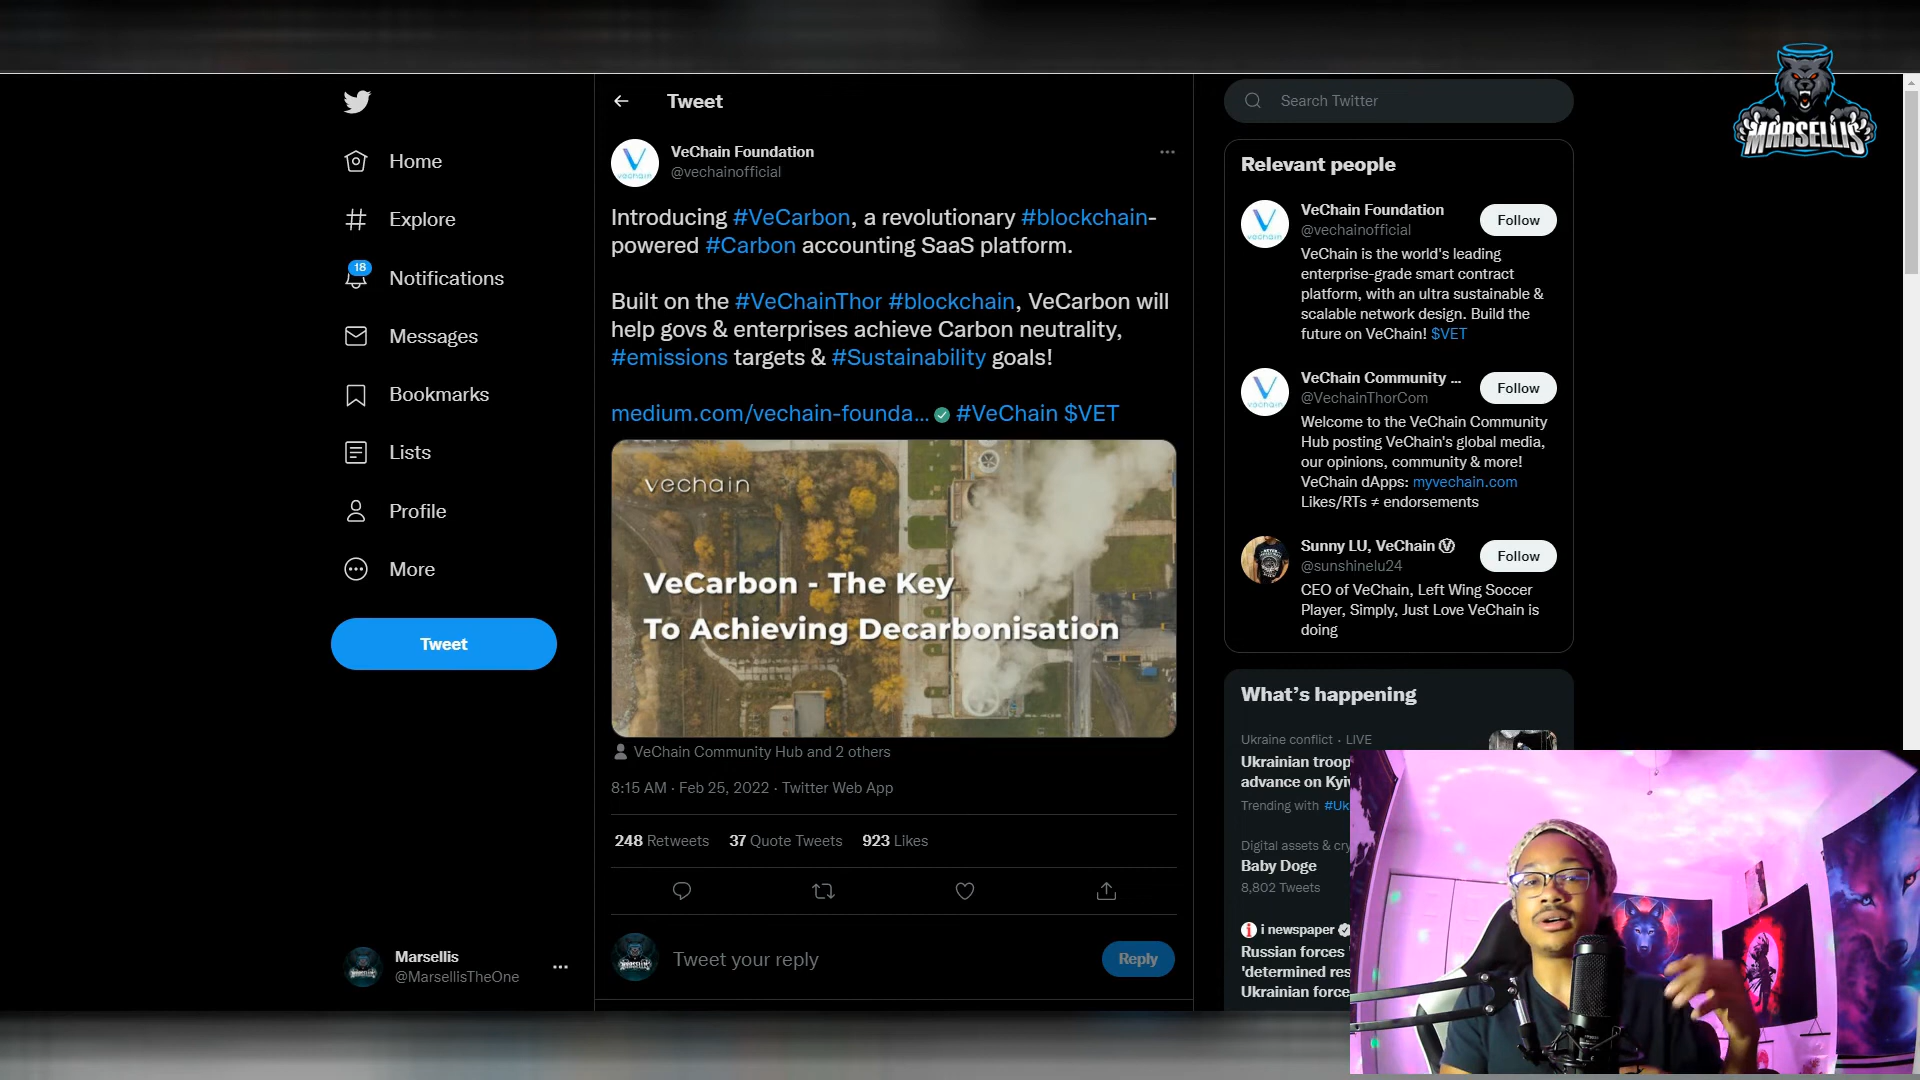 MARSELLIS
Home
Explore
18
Notifications
Messages
Bookmarks
Lists
Profile
More
Tweet
Marsellis
@MarsellisTheOne
Tweet
VeChain Foundation
@vechainofficial
Introducing #VeCarbon, a revolutionary #blockchain-
powered #Carbon accounting SaaS platform.
Built on the #VeChainThor #blockchain, VeCarbon will
help govs & enterprises achieve Carbon neutrality,
#emissions targets & #Sustainability goals!
medium.com/vechain-founda... #VeChain $VET
vechain
VeCarbon - The Key
To Achieving Decarbonisation
VeChain Community Hub and 2 others
8:15 AM · Feb 25, 2022 · Twitter Web App
248 Retweets 37 Quote Tweets 923 Likes
Tweet your reply
Reply
Search Twitter
Relevant people
vechain
VeChain Foundation
@vechainofficial
Follow
VeChain is the world's leading
enterprise-grade smart contract
platform, with an ultra sustainable &
scalable network design. Build the
future on VeChain! $VET
vechain
VeChain Community ...
@VechainThorCom
Follow
Welcome to the VeChain Community
Hub posting VeChain's global media,
our opinions, community & more!
VeChain dApps: myvechain.com
Likes/RTs ≠ endorsements
Sunny LU, VeChain Ⓥ
@sunshinelu24
Follow
CEO of VeChain, Left Wing Soccer
Player, Simply, Just Love VeChain is
doing
What's happening
Ukraine conflict · LIVE
Ukrainian troop
advance on Kyi
Trending with #Uk
Digital assets & cry
Baby Doge
8,802 Tweets
i newspaper
Russian forces
'determined res
Ukrainian force